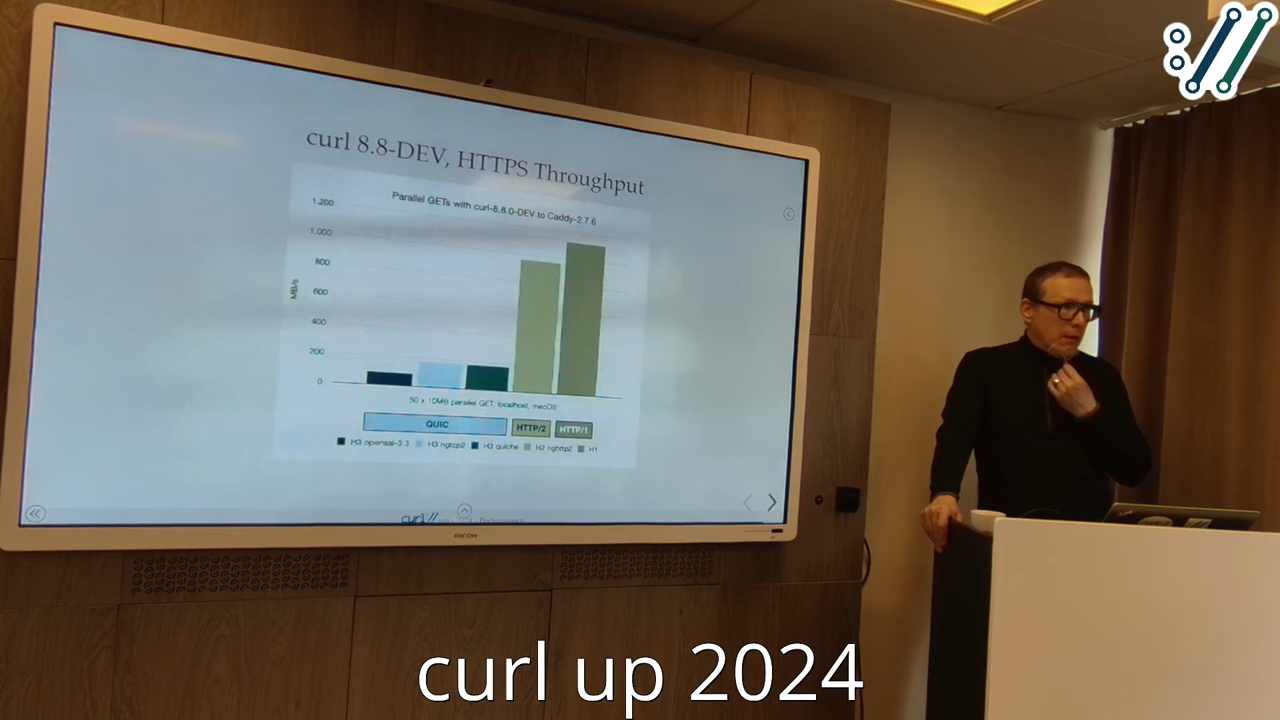 curl 8.8-DEV, HTTPS Throughput
Parallel GETs with curl-8.8.0-DEV to Caddy-2.7.6
1.200
1.000
800
600
400
200
0
MB/s
50 x 10MB parallel GET, localhost, macOS
QUIC
HTTP/2
HTTP/1
H3 openssl-3.3
H3 ngtcp2
H3 quiche
H2 nghttp2
H1
curl://
Performance
RICOH
curl up 2024